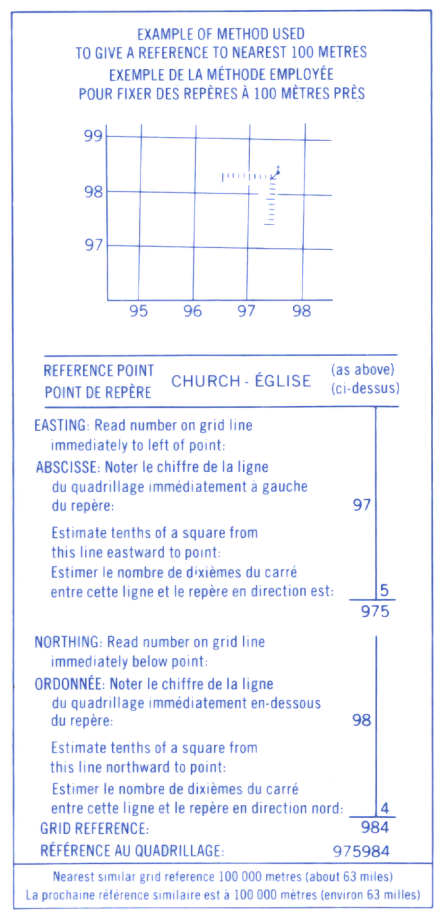 EXAMPLE OF METHOD USED
TO GIVE A REFERENCE TO NEAREST 100 METRES
EXEMPLE DE LA MÉTHODE EMPLOYÉE
POUR FIXER DES REPÈRES À 100 MÈTRES PRÈS
99
98
97
95 96 97 98
REFERENCE POINT
POINT DE REPÈRE
CHURCH - ÉGLISE
(as above)
(ci-dessus)
EASTING: Read number on grid line
immediately to left of point:
ABSCISSE: Noter le chiffre de la ligne
du quadrillage immédiatement à gauche
du repère: 97
Estimate tenths of a square from
this line eastward to point:
Estimer le nombre de dixièmes du carré
entre cette ligne et le repère en direction est: 5
975
NORTHING: Read number on grid line
immediately below point:
ORDONNÉE: Noter le chiffre de la ligne
du quadrillage immédiatement en-dessous
du repère: 98
Estimate tenths of a square from
this line northward to point:
Estimer le nombre de dixièmes du carré
entre cette ligne et le repère en direction nord: 4
GRID REFERENCE: 984
RÉFÉRENCE AU QUADRILLAGE: 975984
Nearest similar grid reference 100 000 metres (about 63 miles)
La prochaine référence similaire est à 100 000 mètres (environ 63 milles)